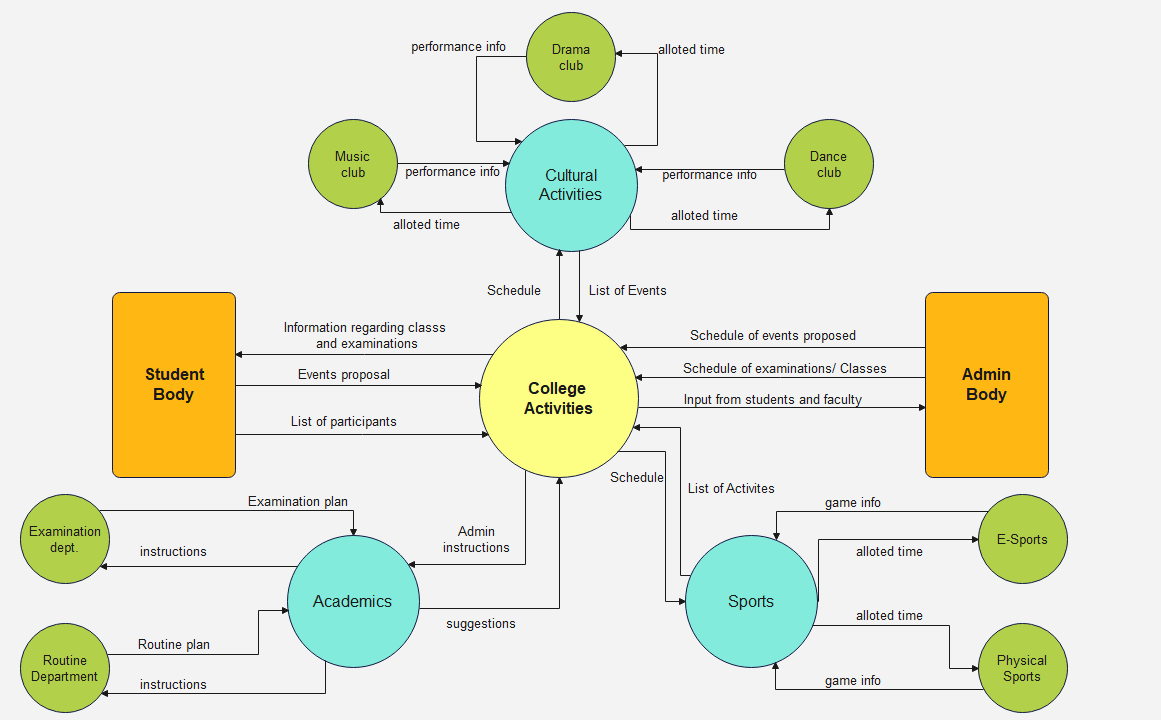 performance info
Drama
club
alloted time
Music
club
performance info
Cultural
Activities
performance info
Dance
club
alloted time
alloted time
Schedule
List of Events
Student
Body
Information regarding classs
and examinations
Events proposal
List of participants
College
Activities
Schedule of events proposed
Schedule of examinations/ Classes
Input from students and faculty
Admin
Body
Examination
dept.
Examination plan
instructions
Admin
instructions
Schedule
List of Activites
game info
alloted time
E-Sports
Academics
suggestions
Sports
alloted time
Routine
Department
Routine plan
instructions
game info
Physical
Sports